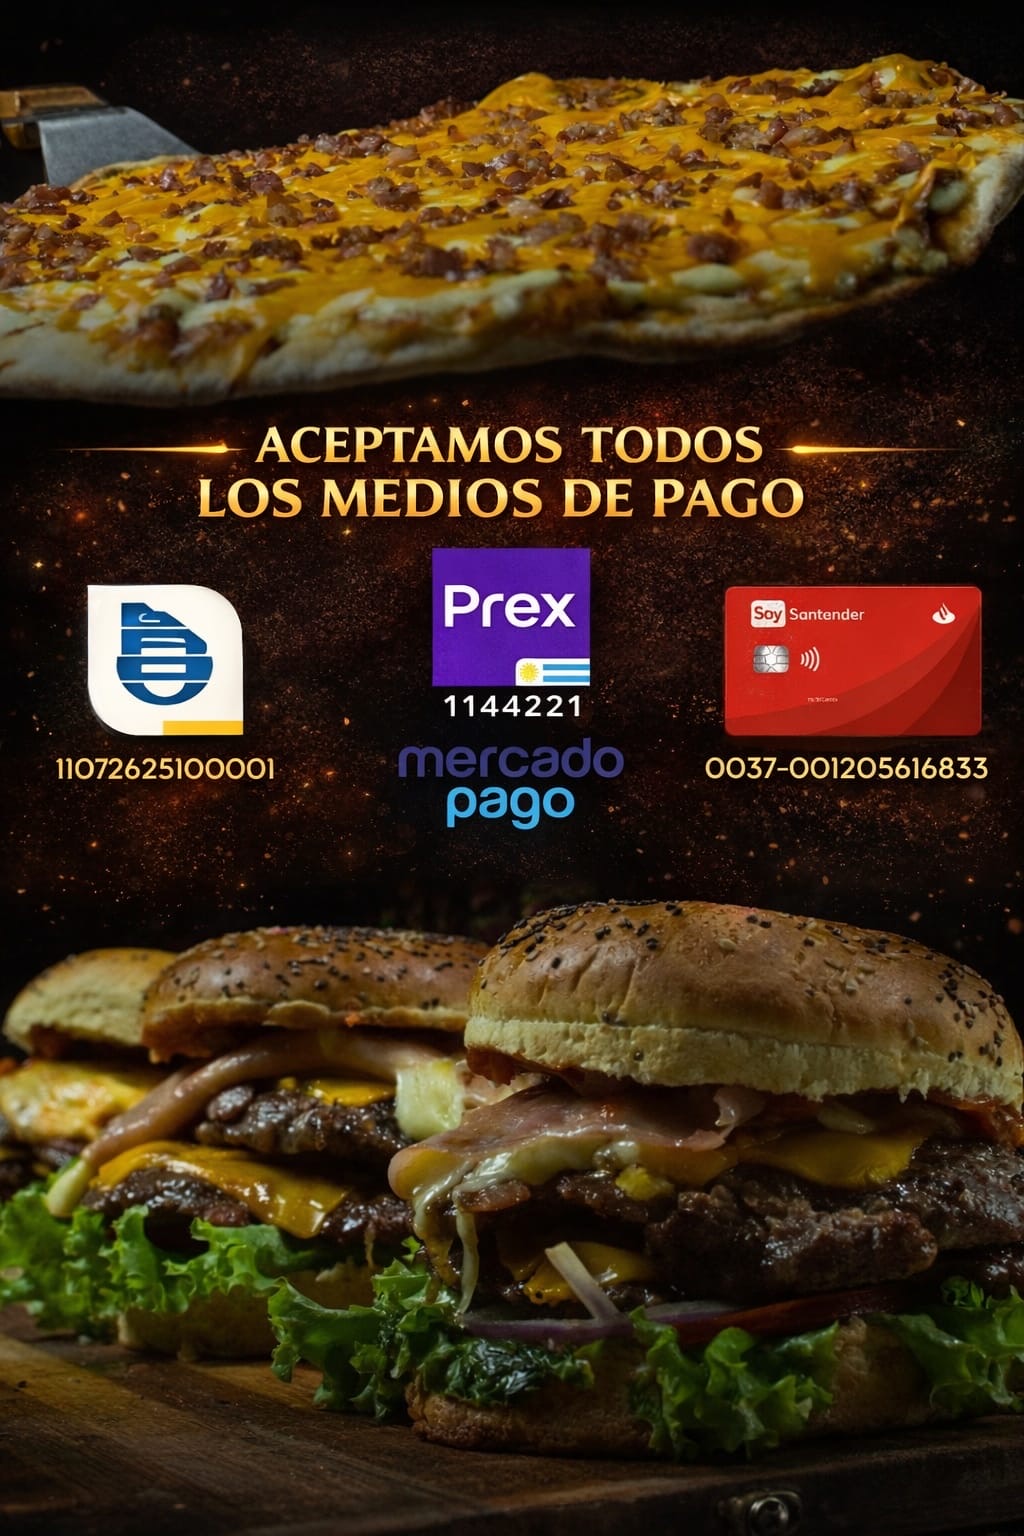 ACEPTAMOS TODOS
LOS MEDIOS DE PAGO
Prex
1144221
Soy Santender
11072625100001
mercado
pago
0037-001205616833